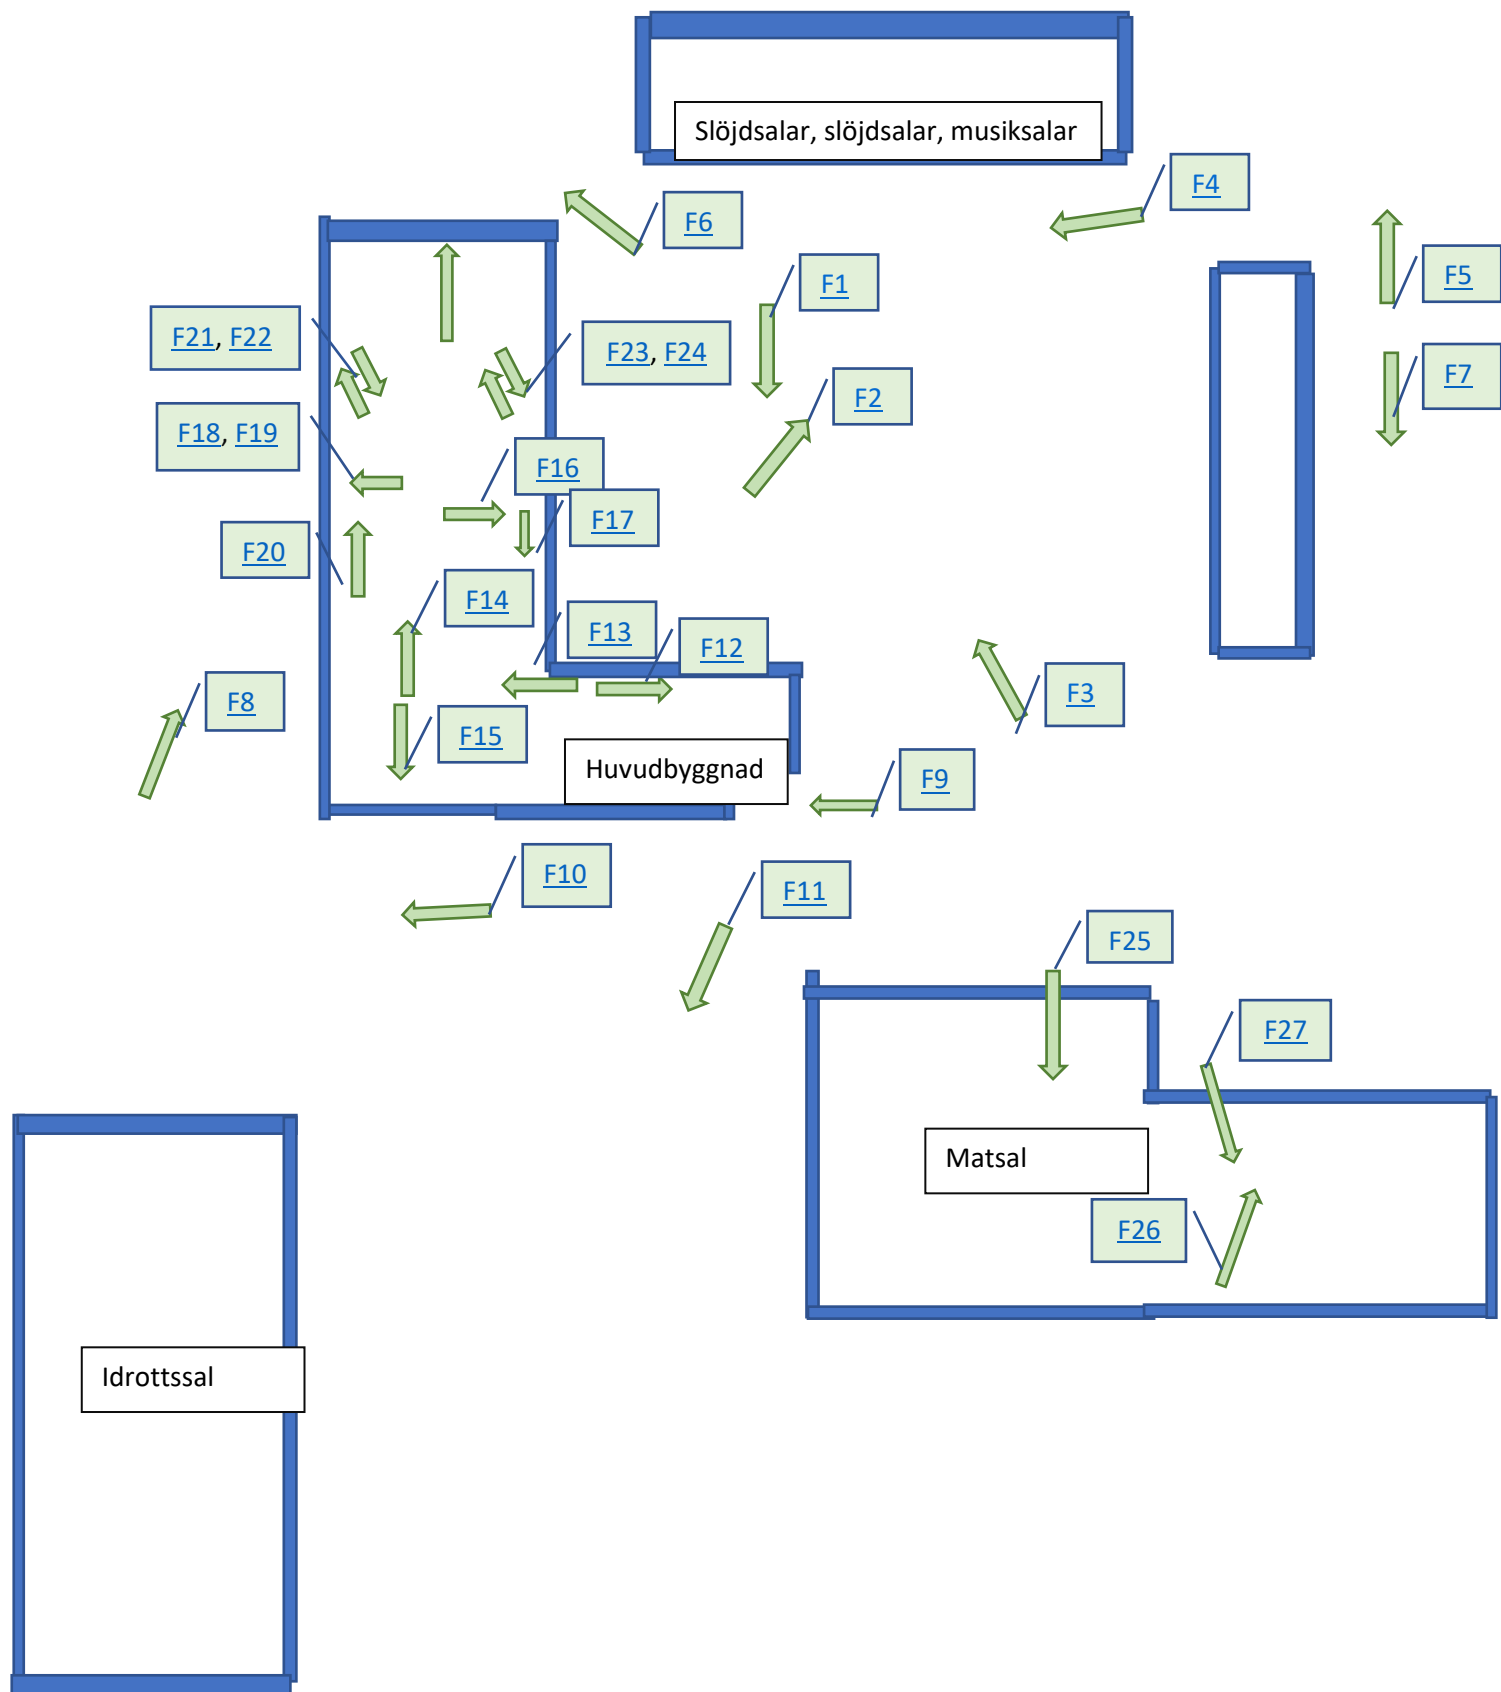 Slöjdsalar, slöjdsalar, musiksalar
F4
F6
F5
F1
F21, F22
F23, F24
F7
F2
F18, F19
F16
F17
F20
F14
F13
F12
F8
F3
F15
Huvudbyggnad
F9
F10
F11
F25
F27
Matsal
F26
Idrottssal